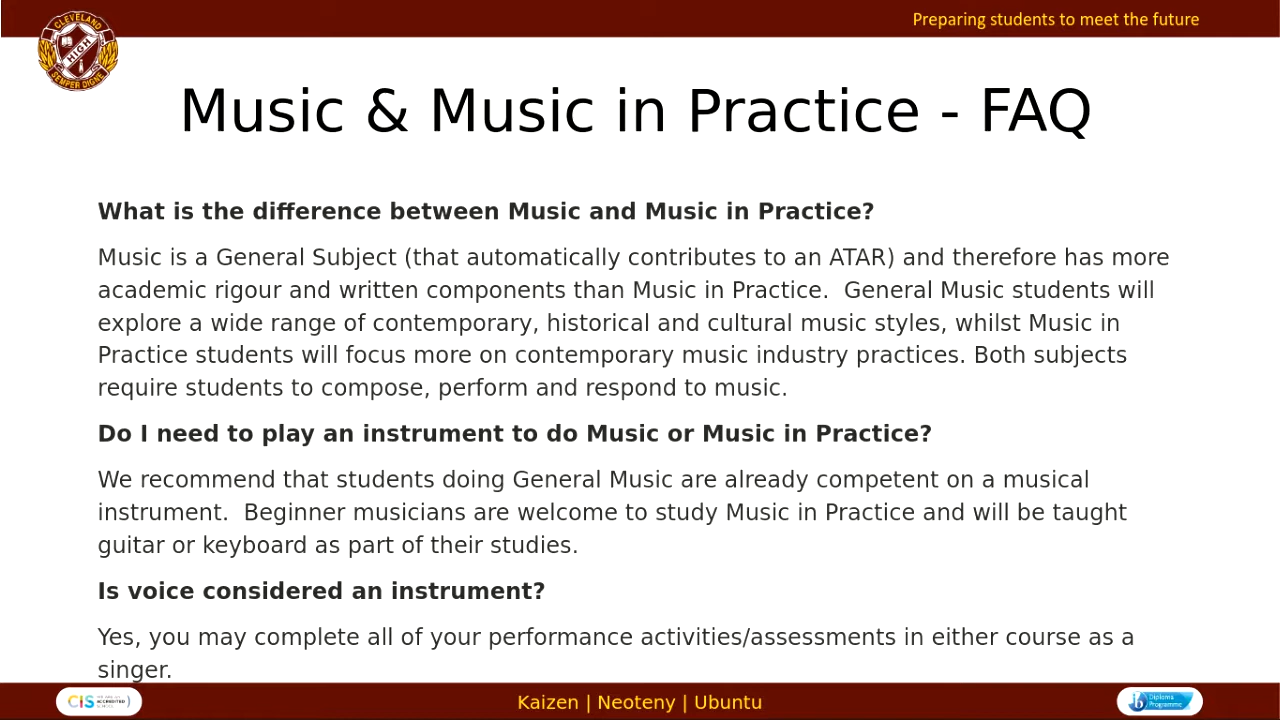 Preparing students to meet the future
CLEVELAND
HIGH
SEMPER DIGNE
Music & Music in Practice - FAQ
What is the difference between Music and Music in Practice?
Music is a General Subject (that automatically contributes to an ATAR) and therefore has more
academic rigour and written components than Music in Practice.  General Music students will
explore a wide range of contemporary, historical and cultural music styles, whilst Music in
Practice students will focus more on contemporary music industry practices. Both subjects
require students to compose, perform and respond to music.
Do I need to play an instrument to do Music or Music in Practice?
We recommend that students doing General Music are already competent on a musical
instrument.  Beginner musicians are welcome to study Music in Practice and will be taught
guitar or keyboard as part of their studies.
Is voice considered an instrument?
Yes, you may complete all of your performance activities/assessments in either course as a
singer.
CIS
ACCREDITED
Kaizen | Neoteny | Ubuntu
Diploma
Programme